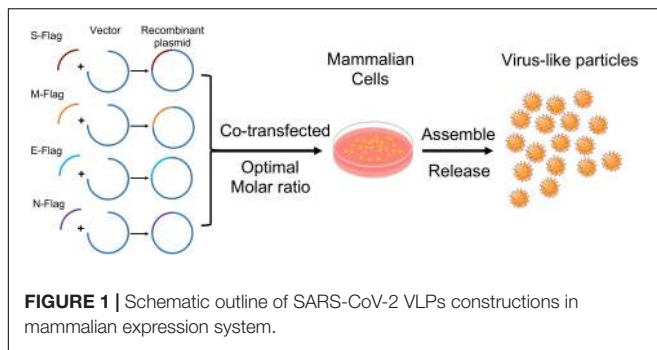 S-Flag
Vector
Recombinant
plasmid
+
M-Flag
+
E-Flag
+
N-Flag
+
Co-transfected
Optimal
Molar ratio
Mammalian
Cells
Assemble
Release
Virus-like particles
FIGURE 1 | Schematic outline of SARS-CoV-2 VLPs constructions in
mammalian expression system.